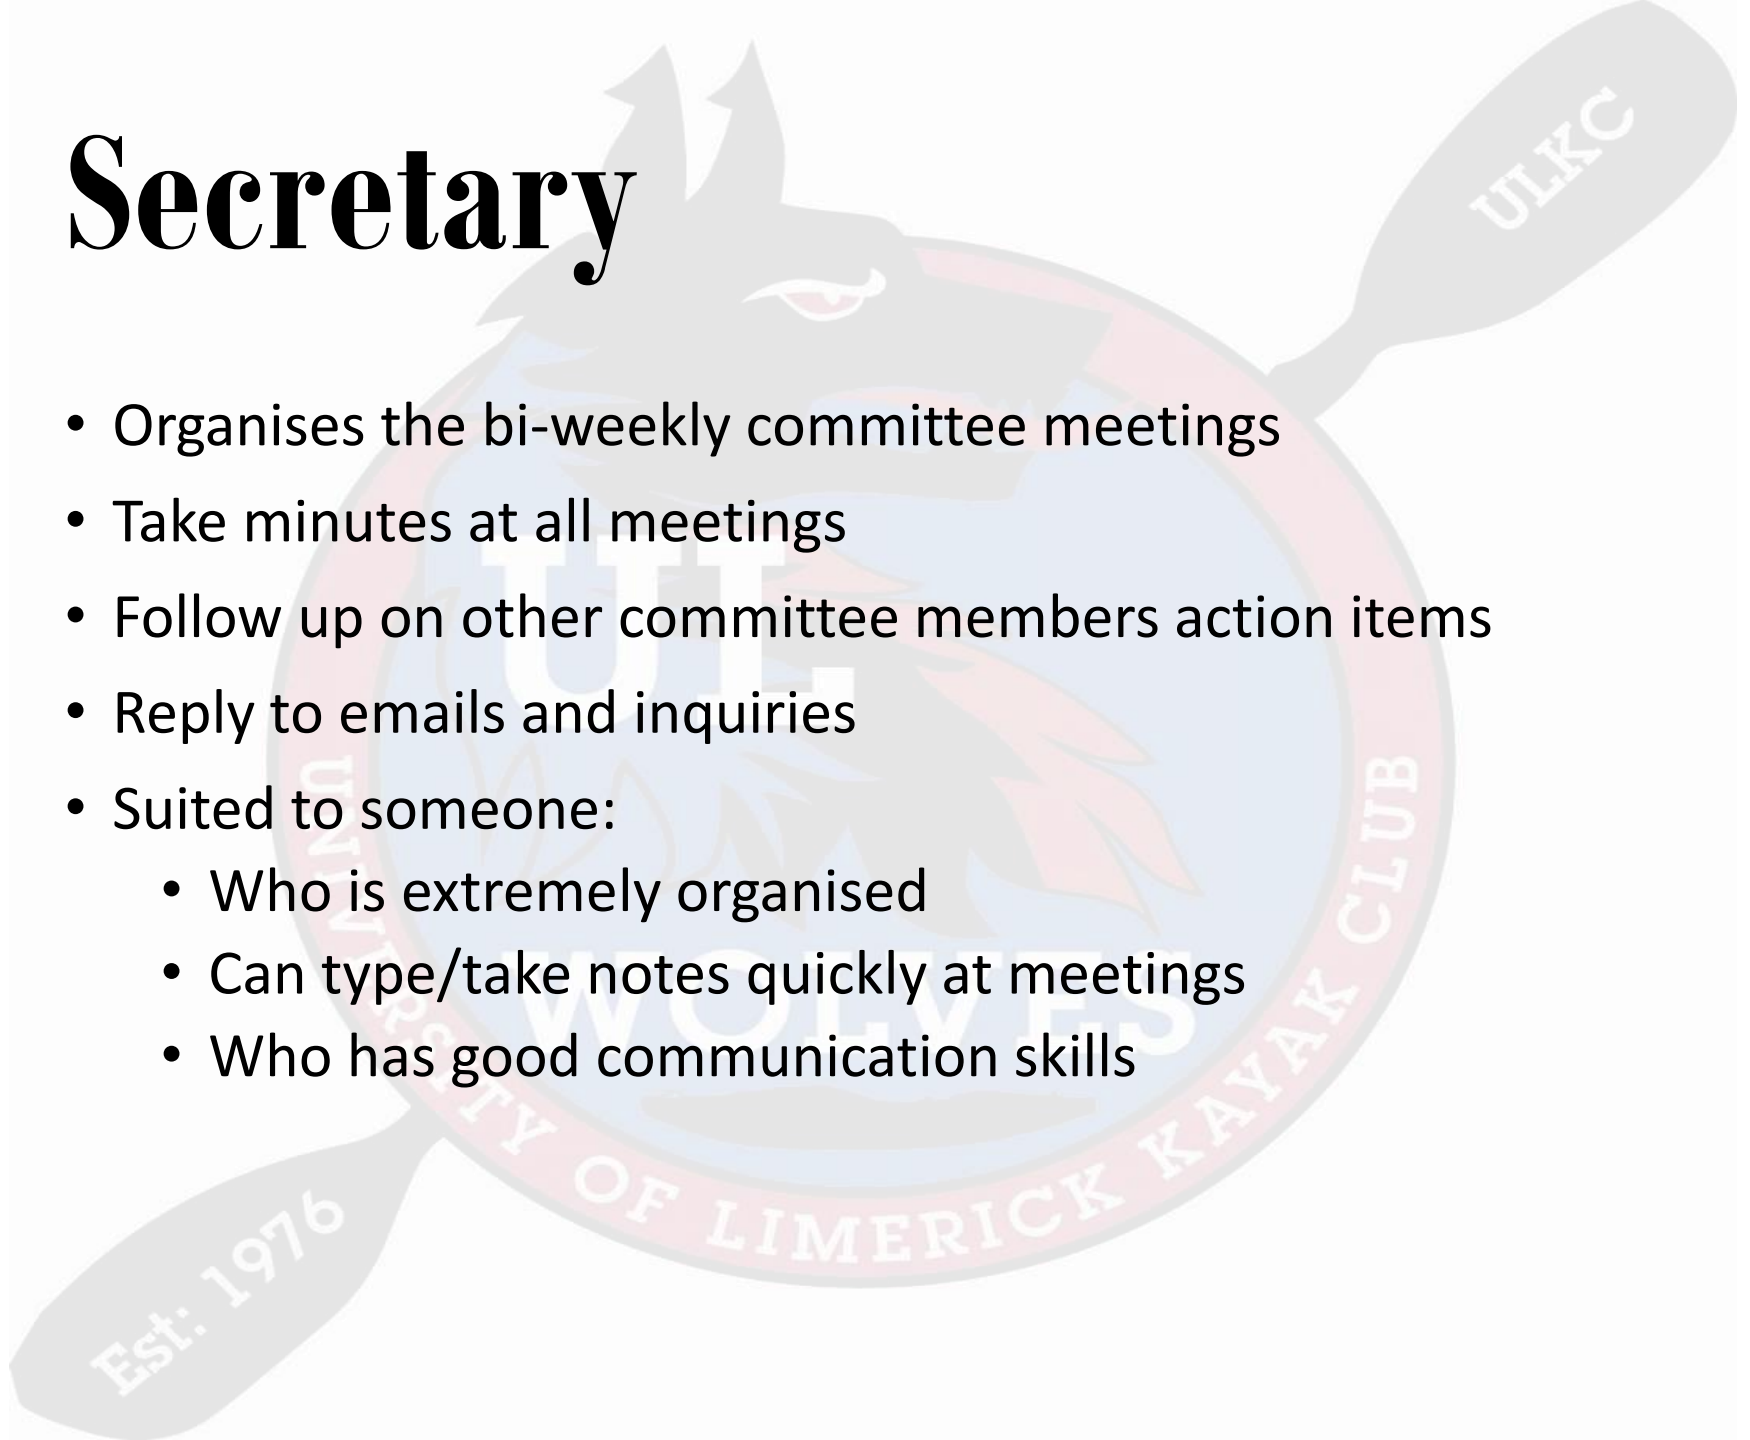 ULKC
Secretary
• Organises the bi-weekly committee meetings
• Take minutes at all meetings
• Follow up on other committee members action items
• Reply to emails and inquiries
• Suited to someone:
• Who is extremely organised
• Can type/take notes quickly at meetings
• Who has good communication skills
UL
WOLVES
UNIVERSITY OF LIMERICK KAYAK CLUB
Est: 1976